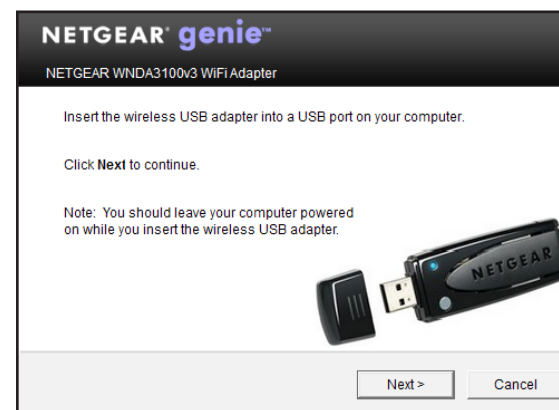 NETGEAR® genie™
NETGEAR WNDA3100v3 WiFi Adapter
Insert the wireless USB adapter into a USB port on your computer.
Click Next to continue.
Note: You should leave your computer powered
on while you insert the wireless USB adapter.
NETGEAR
Next >
Cancel